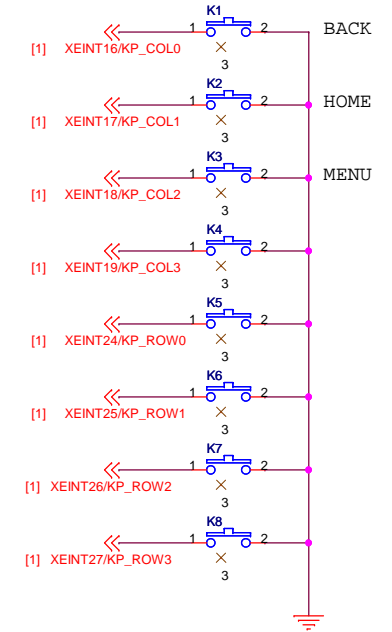 K1
1 2 BACK
[1] XEINT16/KP_COL0
3
K2
1 2 HOME
[1] XEINT17/KP_COL1
3
K3
1 2 MENU
[1] XEINT18/KP_COL2
3
K4
1 2
[1] XEINT19/KP_COL3
3
K5
1 2
[1] XEINT24/KP_ROW0
3
K6
1 2
[1] XEINT25/KP_ROW1
3
K7
1 2
[1] XEINT26/KP_ROW2
3
K8
1 2
[1] XEINT27/KP_ROW3
3